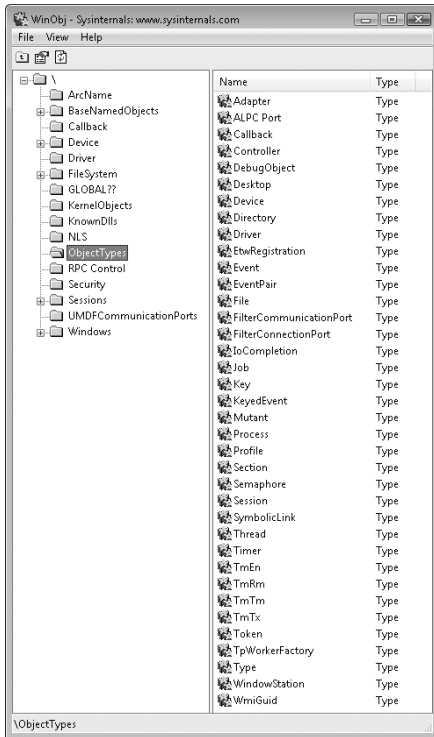 WinObj - Sysinternals: www.sysinternals.com
File View Help
\
ArcName
BaseNamedObjects
Callback
Device
Driver
FileSystem
GLOBAL??
KernelObjects
KnownDlls
NLS
ObjectTypes
RPC Control
Security
Sessions
UMDFCommunicationPorts
Windows
Name Type
Adapter Type
ALPC Port Type
Callback Type
Controller Type
DebugObject Type
Desktop Type
Device Type
Directory Type
Driver Type
EtwRegistration Type
Event Type
EventPair Type
File Type
FilterCommunicationPort Type
FilterConnectionPort Type
IoCompletion Type
Job Type
Key Type
KeyedEvent Type
Mutant Type
Process Type
Profile Type
Section Type
Semaphore Type
Session Type
SymbolicLink Type
Thread Type
Timer Type
TmEn Type
TmRm Type
TmTm Type
TmTx Type
Token Type
TpWorkerFactory Type
Type Type
WindowStation Type
WmiGuid Type
\ObjectTypes